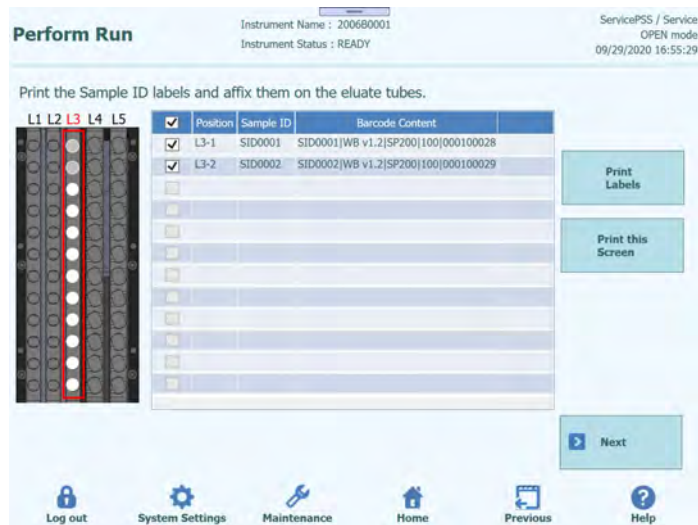 Perform Run
Instrument Name : 200680001
Instrument Status : READY
ServicePSS / Service
OPEN mode
09/29/2020 16:55:29
Print the Sample ID labels and affix them on the eluate tubes.
L1 L2 L3 L4 L5
Position Sample ID Barcode Content
L3-1 SID0001 SID0001|WB v1.2|SP200|100|000100028
L3-2 SID0002 SID0002|WB v1.2|SP200|100|000100029
Print
Labels
Print this
Screen
Next
Log out System Settings Maintenance Home Previous Help